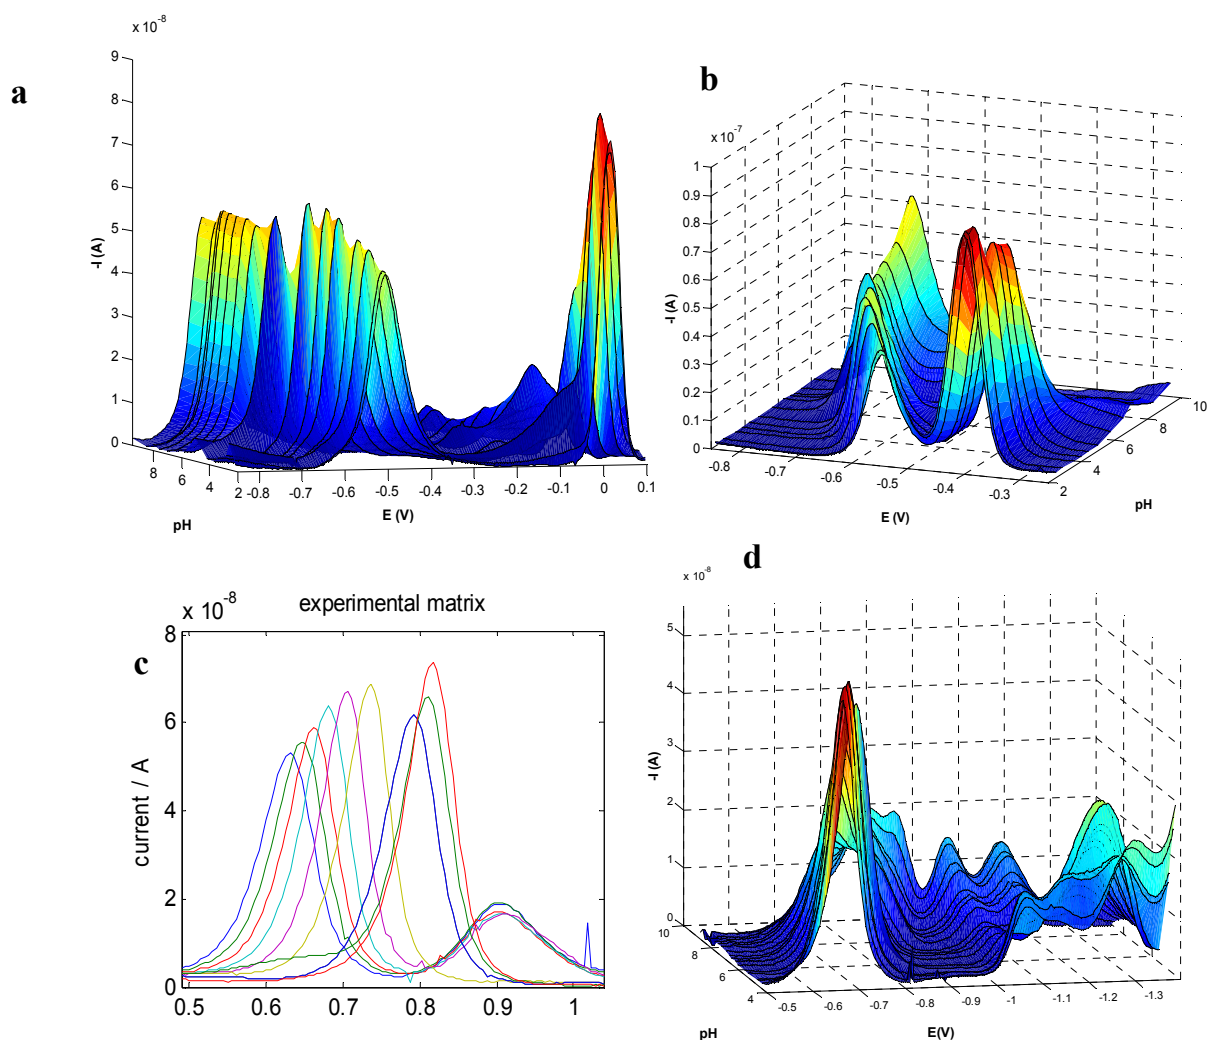 a
x 10-8
9
8
7
6
5
4
3
2
1
0
-I (A)
8
6
4
2
pH
-0.8 -0.7 -0.6 -0.5 -0.4 -0.3 -0.2 -0.1 0 0.1
E (V)
b
x 10-7
1
0.9
0.8
0.7
0.6
0.5
0.4
0.3
0.2
0.1
0
-I (A)
-0.8 -0.7 -0.6 -0.5 -0.4 -0.3
E (V)
10
8
6
4
2
pH
c
x 10-8
experimental matrix
8
6
4
2
0
current / A
0.5 0.6 0.7 0.8 0.9 1
d
x 10-8
5
4
3
2
1
0
-I (A)
10
8
6
4
pH
-0.5 -0.6 -0.7 -0.8 -0.9 -1 -1.1 -1.2 -1.3
E(V)